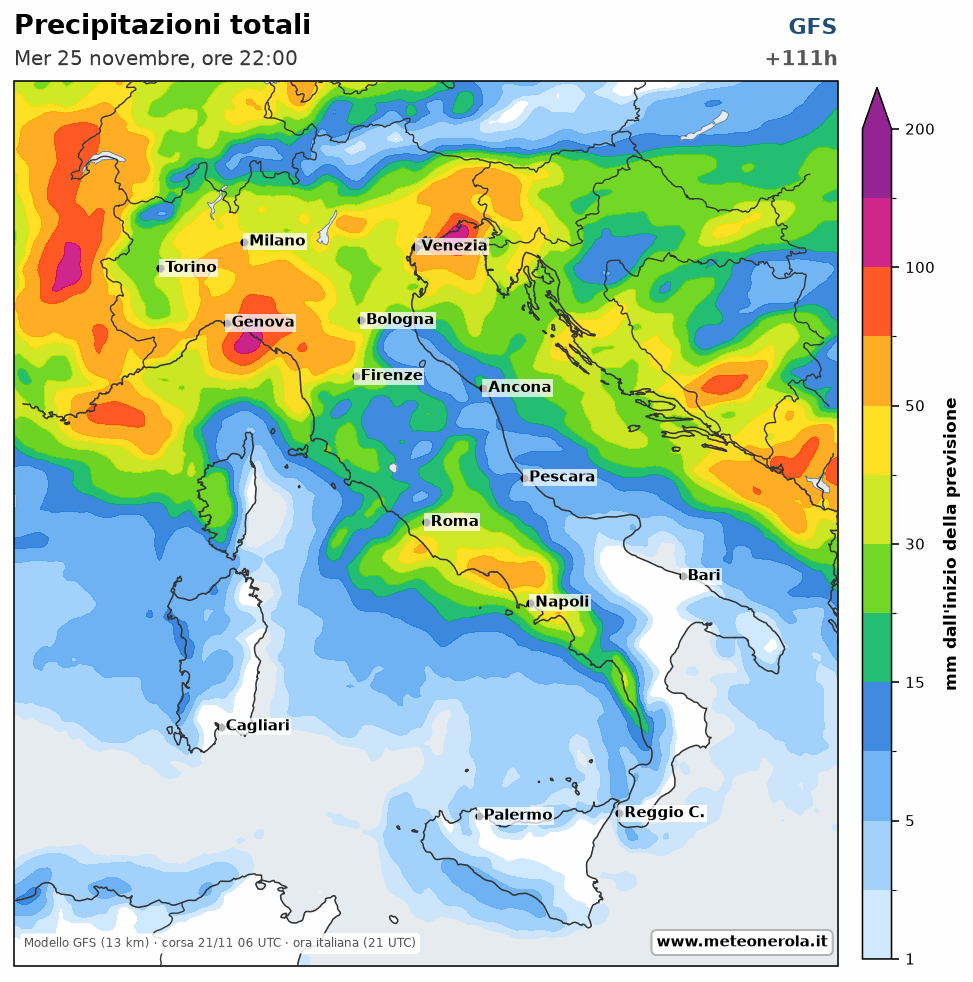 Precipitazioni totali
GFS
Mer 25 novembre, ore 22:00
+111h
200
100
50
30
15
5
1
mm dall'inizio della previsione
Milano
Venezia
Torino
Genova
Bologna
Firenze
Ancona
Pescara
Roma
Bari
Napoli
Cagliari
Palermo
Reggio C.
Modello GFS (13 km) · corsa 21/11 06 UTC · ora italiana (21 UTC)
www.meteonerola.it